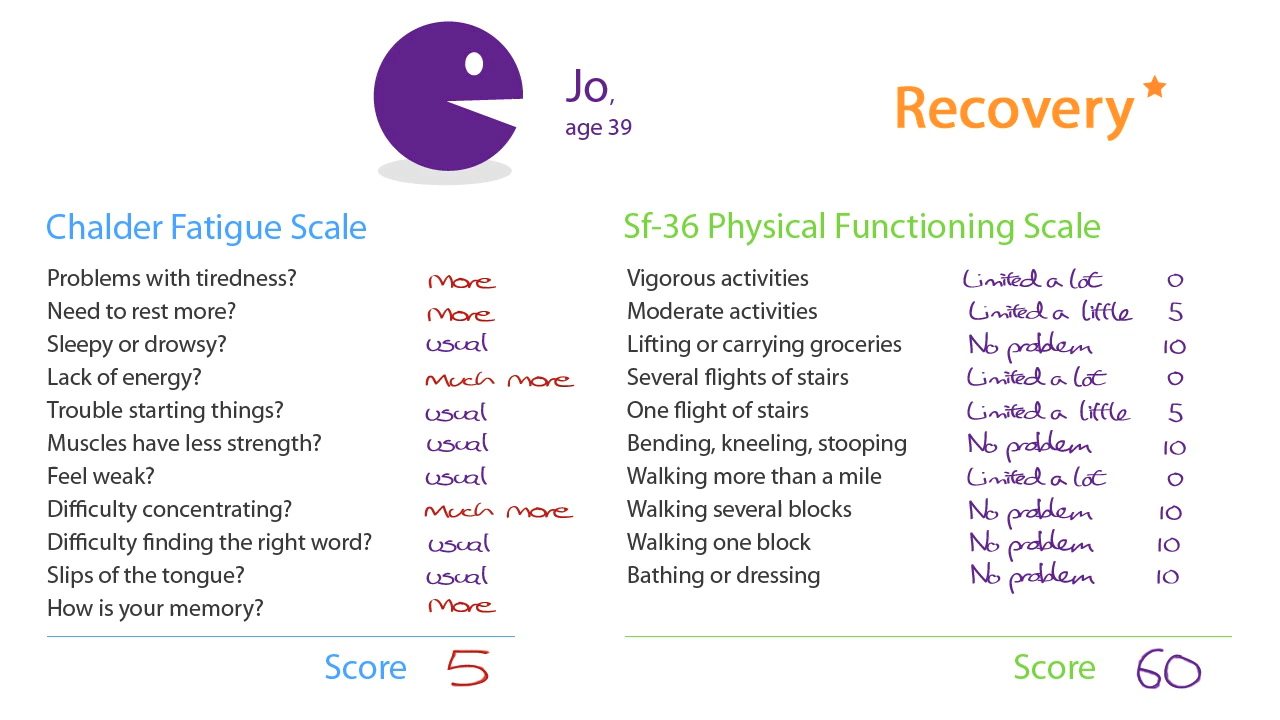 Jo,
age 39
Recovery
Chalder Fatigue Scale
Problems with tiredness? More
Need to rest more? More
Sleepy or drowsy? usual
Lack of energy? Much more
Trouble starting things? usual
Muscles have less strength? usual
Feel weak? usual
Difficulty concentrating? Much more
Difficulty finding the right word? usual
Slips of the tongue? usual
How is your memory? More
Score 5
Sf-36 Physical Functioning Scale
Vigorous activities Limited a lot 0
Moderate activities Limited a little 5
Lifting or carrying groceries No problem 10
Several flights of stairs Limited a lot 0
One flight of stairs Limited a little 5
Bending, kneeling, stooping No problem 10
Walking more than a mile Limited a lot 0
Walking several blocks No problem 10
Walking one block No problem 10
Bathing or dressing No problem 10
Score 60